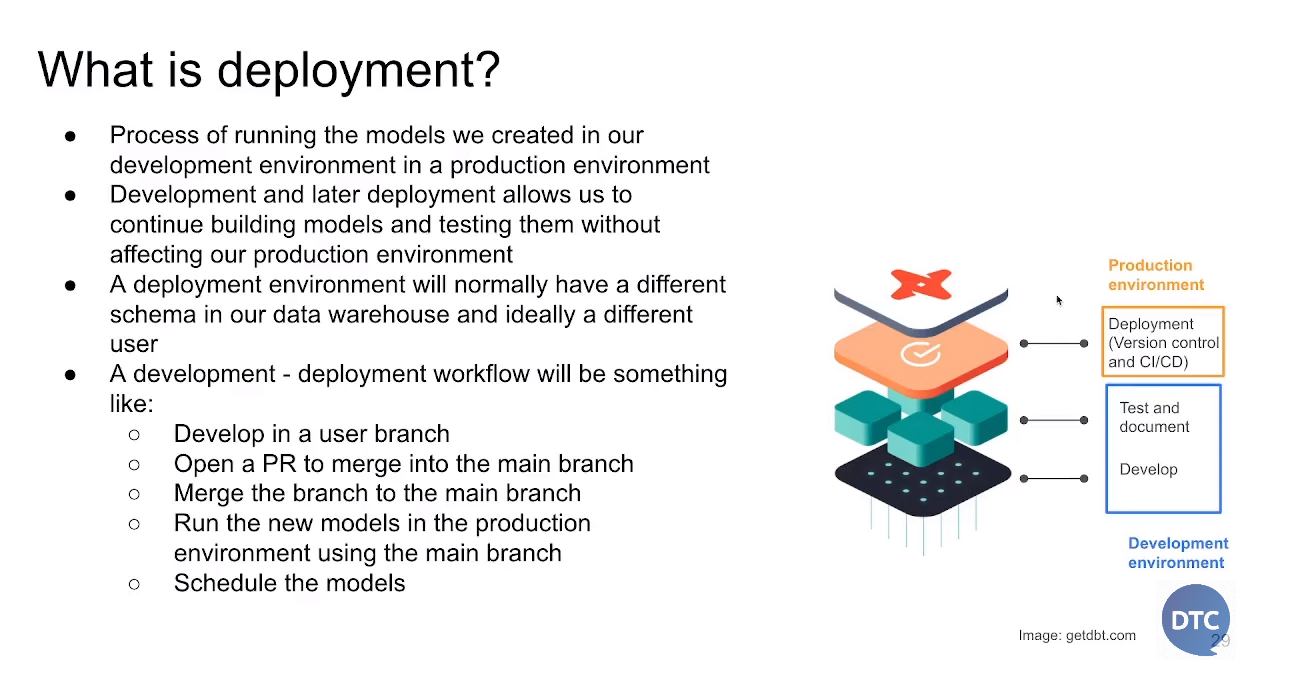 What is deployment?
● Process of running the models we created in our
development environment in a production environment
● Development and later deployment allows us to
continue building models and testing them without
affecting our production environment
● A deployment environment will normally have a different
schema in our data warehouse and ideally a different
user
● A development - deployment workflow will be something
like:
○ Develop in a user branch
○ Open a PR to merge into the main branch
○ Merge the branch to the main branch
○ Run the new models in the production
environment using the main branch
○ Schedule the models
Production
environment
Deployment
(Version control
and CI/CD)
Test and
document
Develop
Development
environment
Image: getdbt.com
DTC
29